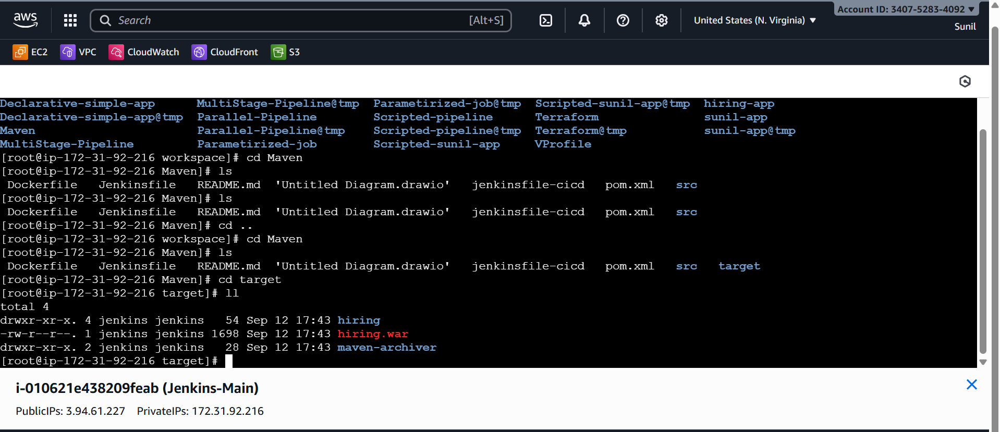 aws
Search [Alt+S]
United States (N. Virginia) ▼
Account ID: 3407-5283-4092 ▼
Sunil
EC2 VPC CloudWatch CloudFront S3
Declarative-simple-app MultiStage-Pipeline@tmp Parametirized-job@tmp Scripted-sunil-app@tmp hiring-app
Declarative-simple-app@tmp Parallel-Pipeline Scripted-pipeline Terraform sunil-app
Maven Parallel-Pipeline@tmp Scripted-pipeline@tmp Terraform@tmp sunil-app@tmp
MultiStage-Pipeline Parametirized-job Scripted-sunil-app VProfile
[root@ip-172-31-92-216 workspace]# cd Maven
[root@ip-172-31-92-216 Maven]# ls
Dockerfile Jenkinsfile README.md 'Untitled Diagram.drawio' jenkinsfile-cicd pom.xml src
[root@ip-172-31-92-216 Maven]# ls
Dockerfile Jenkinsfile README.md 'Untitled Diagram.drawio' jenkinsfile-cicd pom.xml src
[root@ip-172-31-92-216 Maven]# cd ..
[root@ip-172-31-92-216 workspace]# cd Maven
[root@ip-172-31-92-216 Maven]# ls
Dockerfile Jenkinsfile README.md 'Untitled Diagram.drawio' jenkinsfile-cicd pom.xml src target
[root@ip-172-31-92-216 Maven]# cd target
[root@ip-172-31-92-216 target]# ll
total 4
drwxr-xr-x. 4 jenkins jenkins 54 Sep 12 17:43 hiring
-rw-r--r--. 1 jenkins jenkins 1698 Sep 12 17:43 hiring.war
drwxr-xr-x. 2 jenkins jenkins 28 Sep 12 17:43 maven-archiver
[root@ip-172-31-92-216 target]#
i-010621e438209feab (Jenkins-Main)
PublicIPs: 3.94.61.227 PrivateIPs: 172.31.92.216